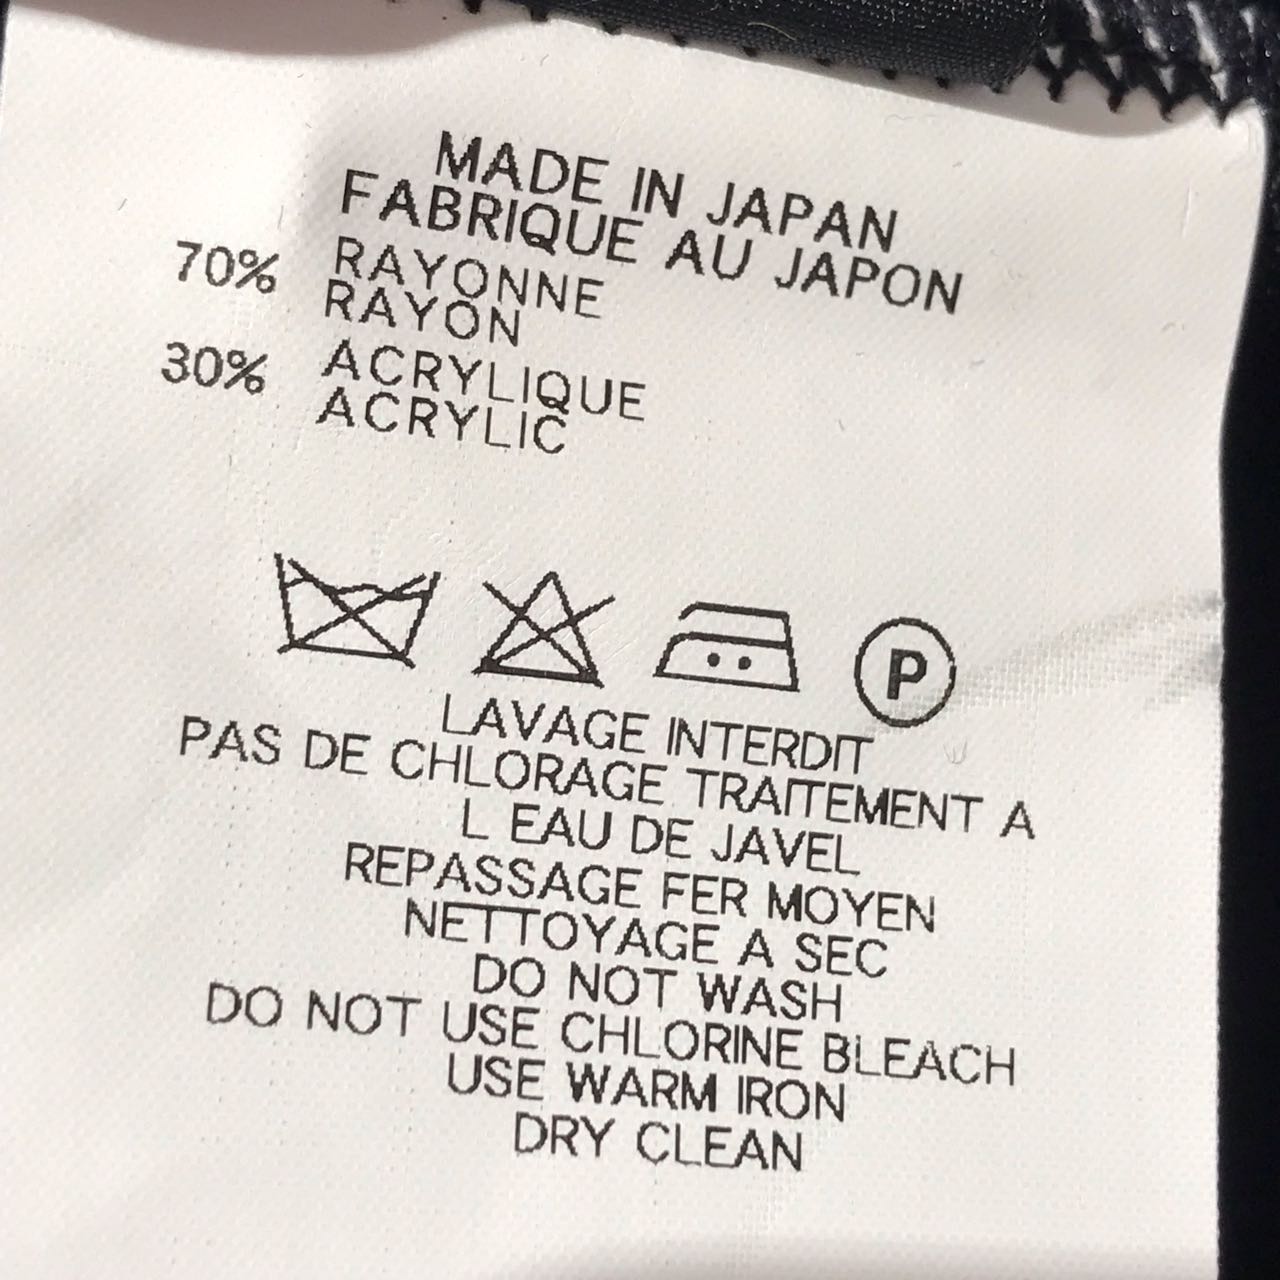 MADE IN JAPAN
FABRIQUE AU JAPON
70% RAYONNE
RAYON
30% ACRYLIQUE
ACRYLIC
P
LAVAGE INTERDIT
PAS DE CHLORAGE TRAITEMENT A
L EAU DE JAVEL
REPASSAGE FER MOYEN
NETTOYAGE A SEC
DO NOT WASH
DO NOT USE CHLORINE BLEACH
USE WARM IRON
DRY CLEAN